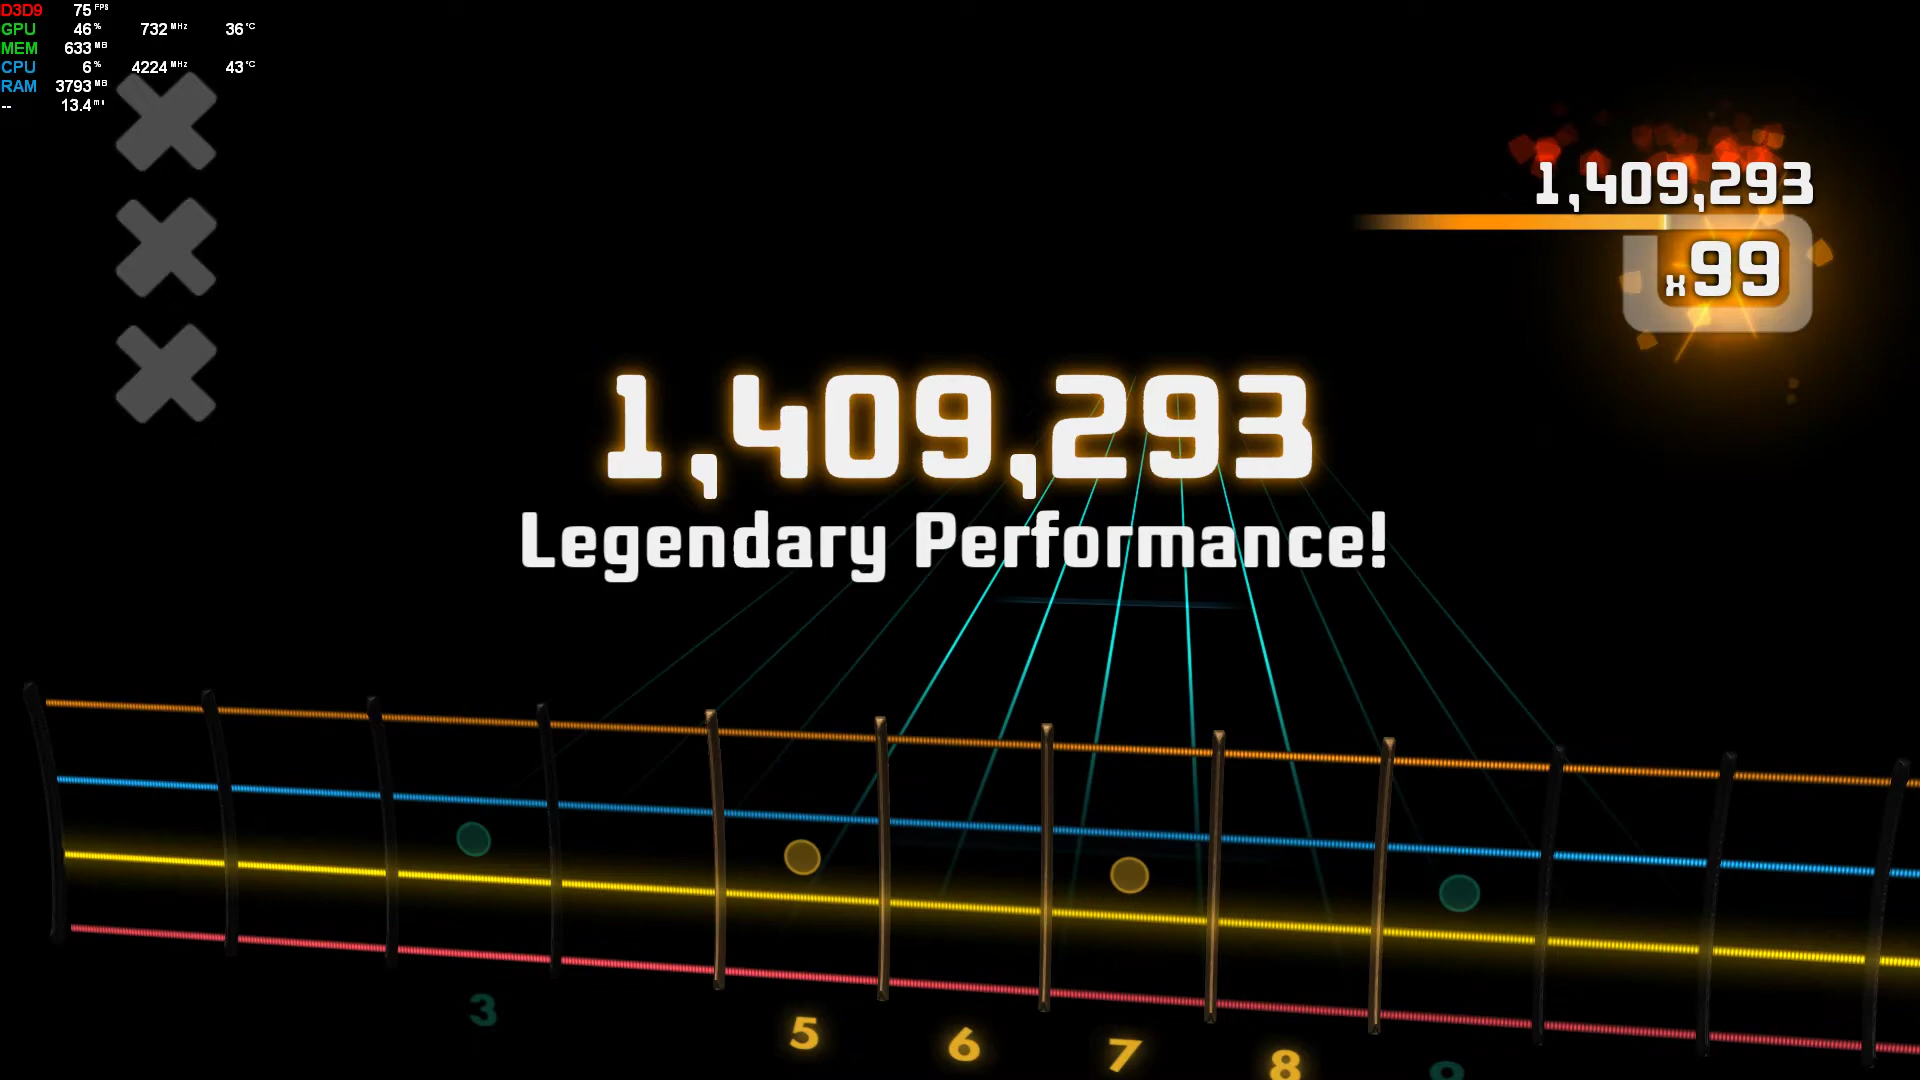 D3D9 75 FPS
GPU 46 % 732 MHz 36 °C
MEM 633 MB
CPU 6 % 4224 MHz 43 °C
RAM 3793 MB
-- 13.4
1,409,293
x99
1,409,293
Legendary Performance!
3 5 6 7 8 9